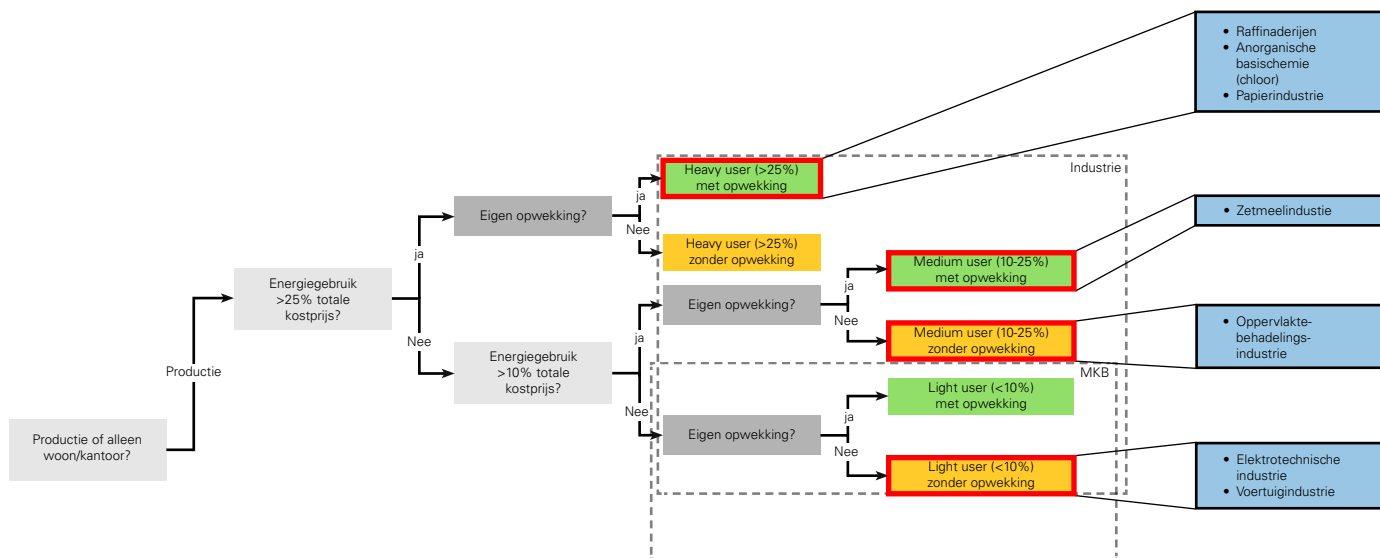 Productie of alleen
woon/kantoor?
Productie
Energiegebruik
>25% totale
kostprijs?
ja
Nee
Eigen opwekking?
Energiegebruik
>10% totale
kostprijs?
ja
Nee
ja
Nee
Industrie
Heavy user (>25%)
met opwekking
Heavy user (>25%)
zonder opwekking
Eigen opwekking?
ja
Nee
Medium user (10-25%)
met opwekking
Medium user (10-25%)
zonder opwekking
MKB
Eigen opwekking?
ja
Nee
Light user (<10%)
met opwekking
Light user (<10%)
zonder opwekking
• Raffinaderijen
• Anorganische
basischemie
(chloor)
• Papierindustrie
• Zetmeelindustie
• Oppervlakte-
behadelings-
industrie
• Elektrotechnische
industrie
• Voertuigindustrie